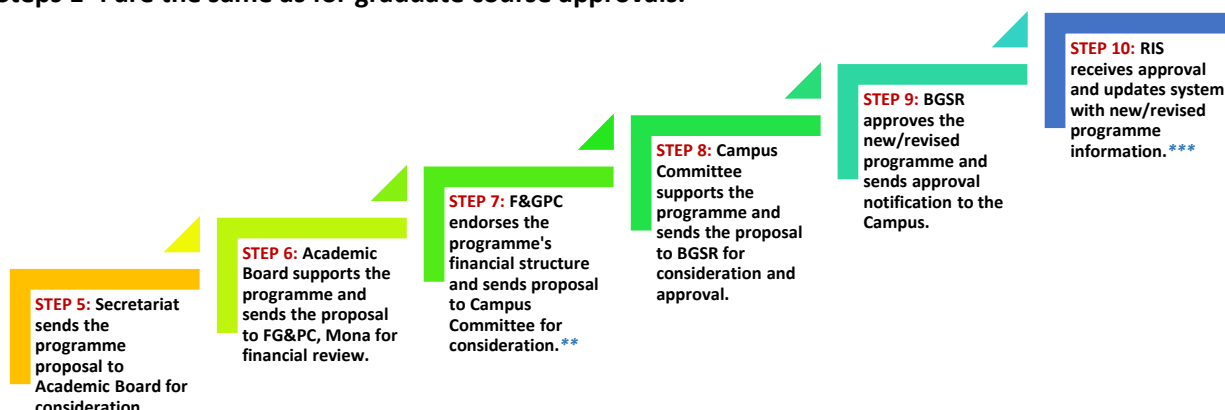 Steps 1-4 are the same as for graduate course approvals.
STEP 5: Secretariat
sends the
programme
proposal to
Academic Board for
consideration
STEP 6: Academic
Board supports the
programme and
sends the proposal
to FG&PC, Mona for
financial review.
STEP 7: F&GPC
endorses the
programme's
financial structure
and sends proposal
to Campus
Committee for
consideration.**
STEP 8: Campus
Committee
supports the
programme and
sends the proposal
to BGSR for
consideration and
approval.
STEP 9: BGSR
approves the
new/revised
programme and
sends approval
notification to the
Campus.
STEP 10: RIS
receives approval
and updates system
with new/revised
programme
information.***